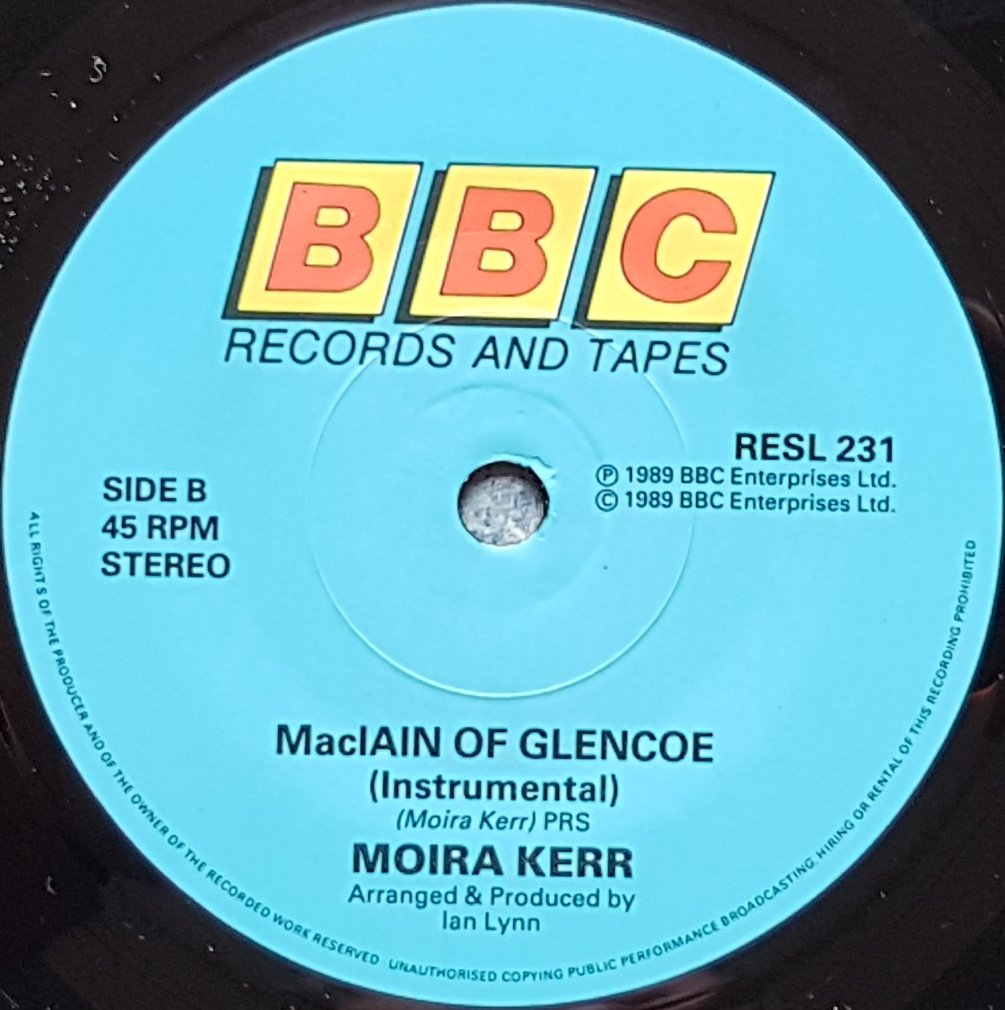 BBC
RECORDS AND TAPES
RESL 231
Ⓟ 1989 BBC Enterprises Ltd.
© 1989 BBC Enterprises Ltd.
SIDE B
45 RPM
STEREO
MacIAIN OF GLENCOE
(Instrumental)
(Moira Kerr) PRS
MOIRA KERR
Arranged & Produced by
Ian Lynn
ALL RIGHTS OF THE PRODUCER AND OF THE OWNER OF THE RECORDED WORK RESERVED UNAUTHORISED COPYING PUBLIC PERFORMANCE BROADCASTING HIRING OR RENTAL OF THIS RECORDING PROHIBITED